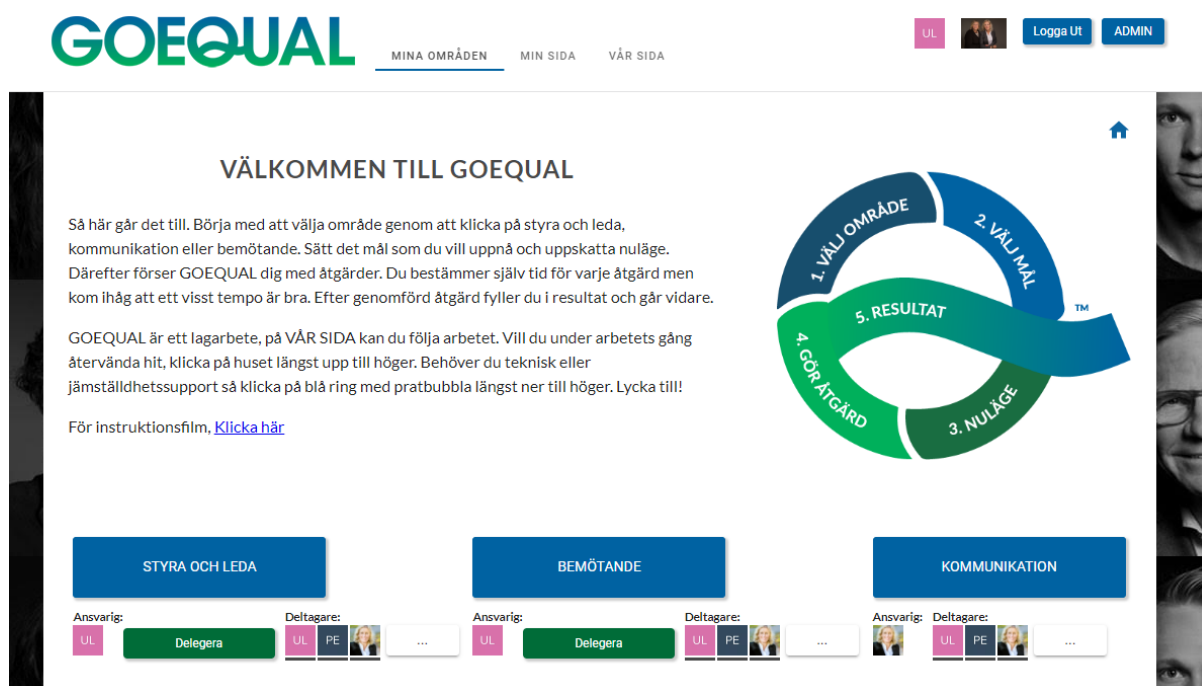 GOEQUAL
MINA OMRÅDEN
MIN SIDA
VÅR SIDA
UL
Logga Ut
ADMIN
VÄLKOMMEN TILL GOEQUAL
Så här går det till. Börja med att välja område genom att klicka på styra och leda,
kommunikation eller bemötande. Sätt det mål som du vill uppnå och uppskatta nuläge.
Därefter förser GOEQUAL dig med åtgärder. Du bestämmer själv tid för varje åtgärd men
kom ihåg att ett visst tempo är bra. Efter genomförd åtgärd fyller du i resultat och går vidare.
GOEQUAL är ett lagarbete, på VÅR SIDA kan du följa arbetet. Vill du under arbetets gång
återvända hit, klicka på huset längst upp till höger. Behöver du teknisk eller
jämställdhetssupport så klicka på blå ring med pratbubbla längst ner till höger. Lycka till!
För instruktionsfilm, Klicka här
1. VÄLJ OMRÅDE
2. VÄLJ MÅL
5. RESULTAT
TM
4. GÖR ÅTGÄRD
3. NULÄGE
STYRA OCH LEDA
Ansvarig:
Deltagare:
UL
Delegera
UL
PE
...
BEMÖTANDE
Ansvarig:
Deltagare:
UL
Delegera
UL
PE
...
KOMMUNIKATION
Ansvarig:
Deltagare:
UL
PE
...